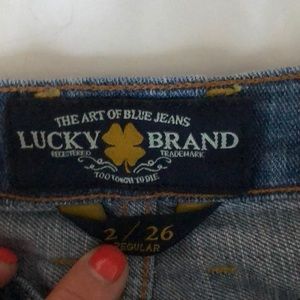 THE ART OF BLUE JEANS
LUCKY BRAND
REGISTERED TRADEMARK
TOO TOUGH TO DIE
2 / 26
REGULAR